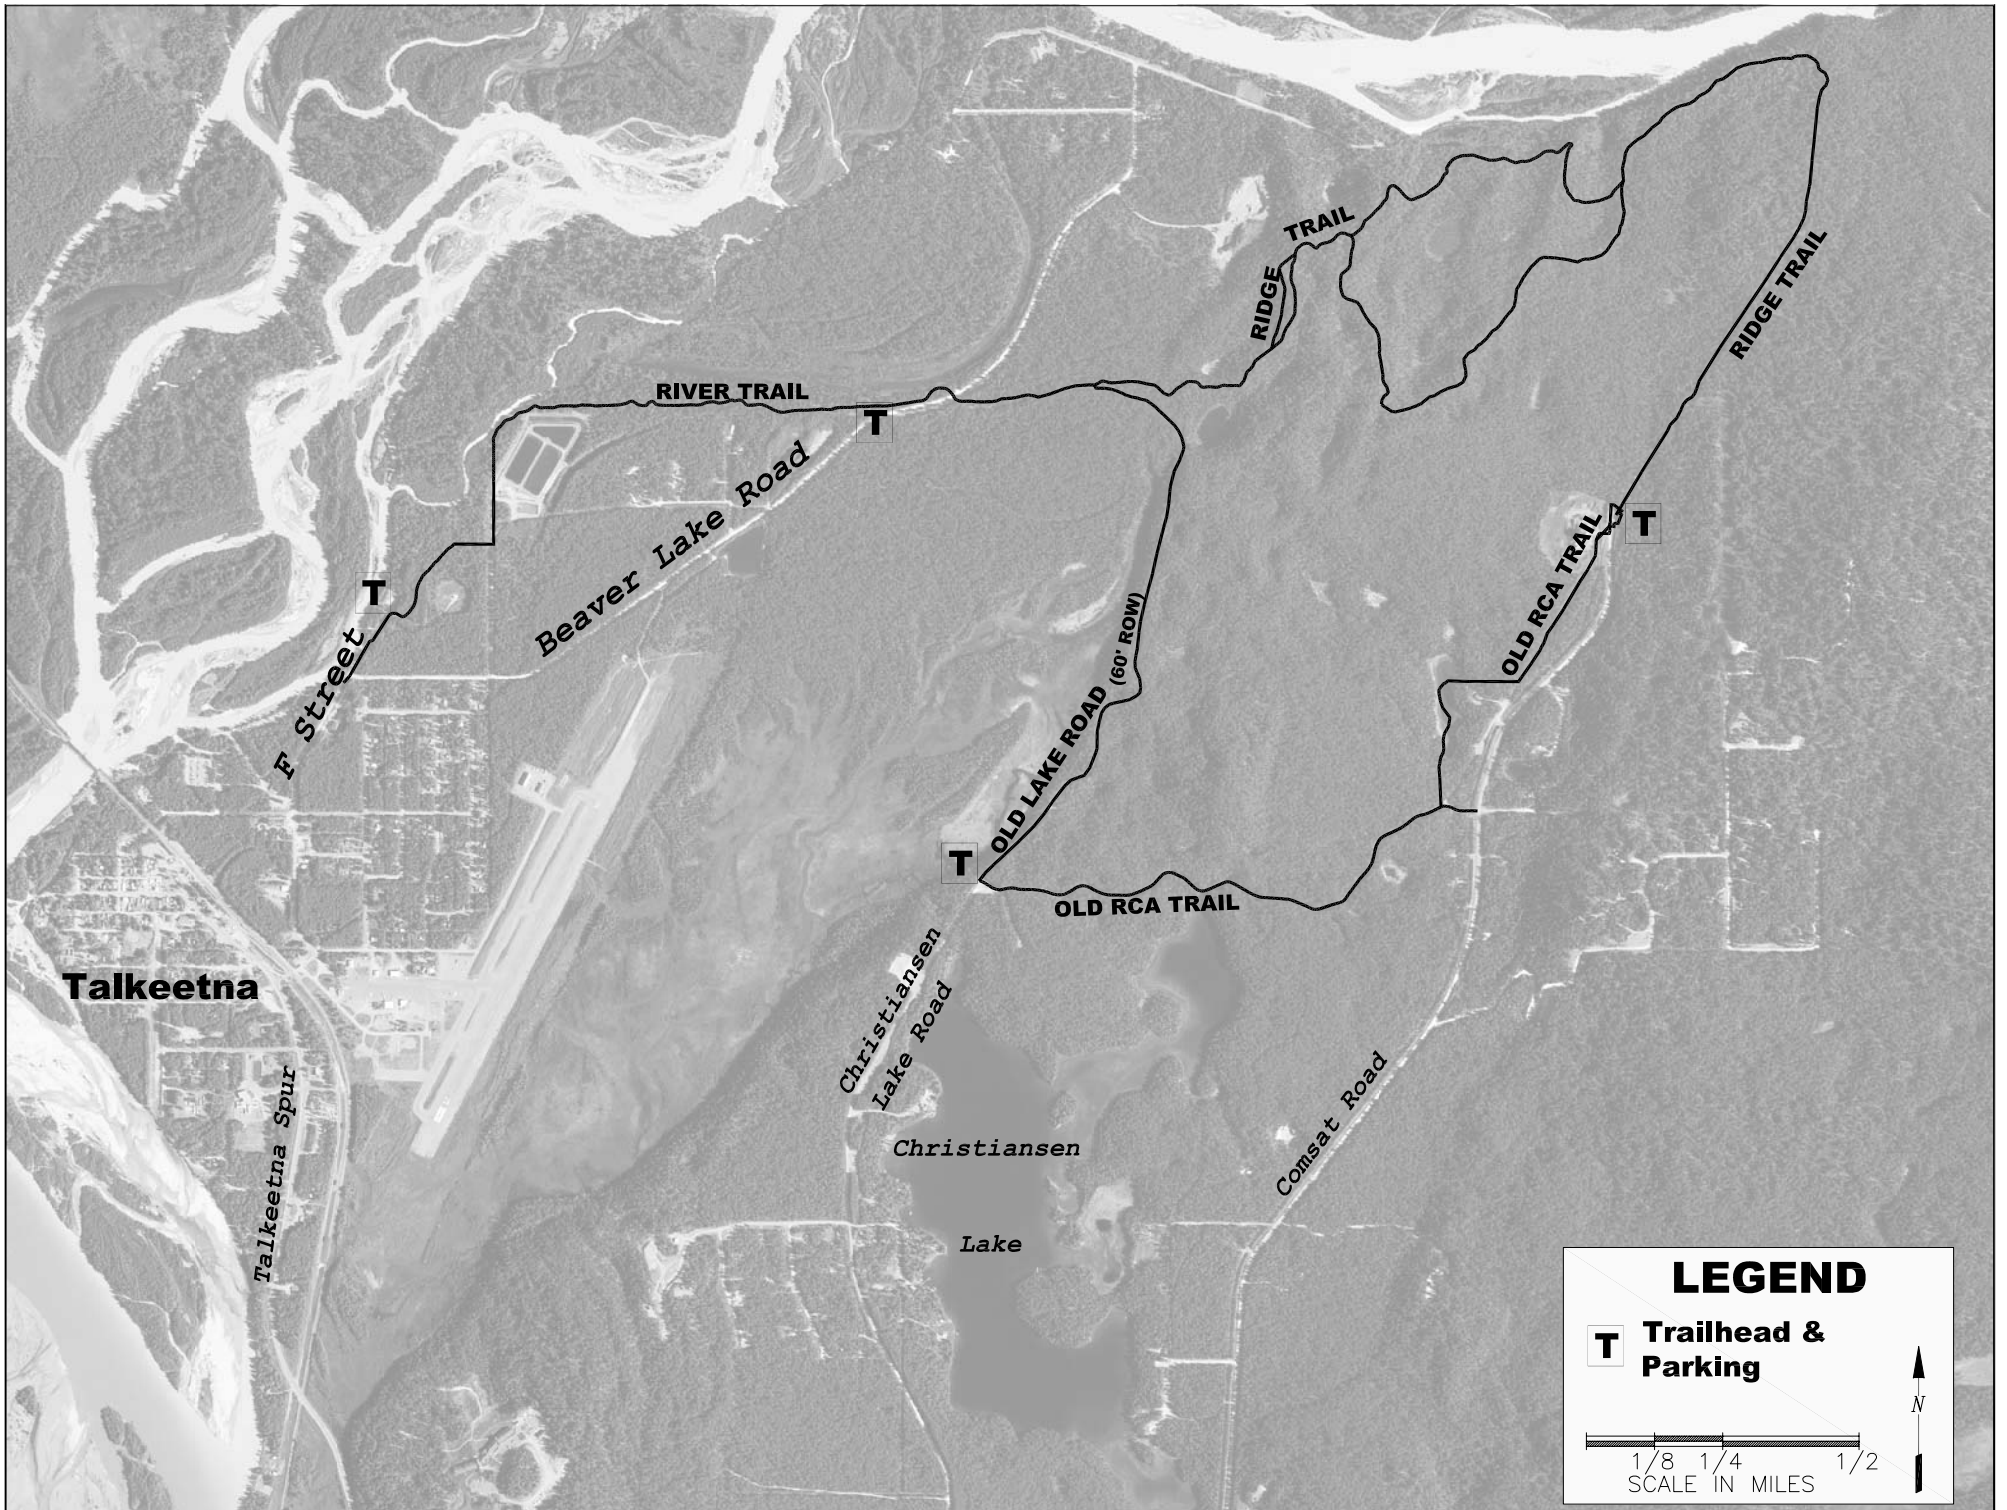 TRAIL
RIDGE
RIDGE TRAIL
RIVER TRAIL
T
Beaver Lake Road
T
OLD RCA TRAIL
T
F Street
(60' ROW)
OLD LAKE ROAD
T
OLD RCA TRAIL
Talkeetna
Christiansen
Lake Road
Talkeetna Spur
Comsat Road
Christiansen
Lake
LEGEND
T
Trailhead &
Parking
N
1/8 1/4 1/2
SCALE IN MILES